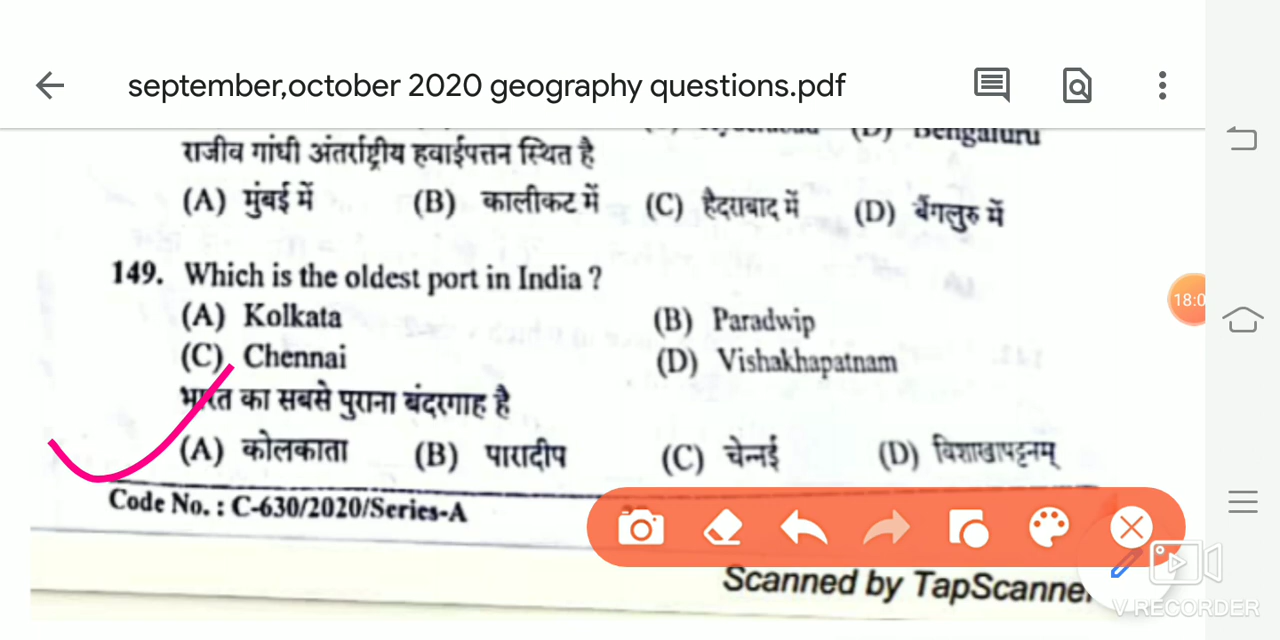 september,october 2020 geography questions.pdf
(D) Bengaluru
राजीव गांधी अंतर्राष्ट्रीय हवाईपत्तन स्थित है
(A) मुंबई में (B) कालीकट में (C) हैदराबाद में (D) बेंगलुरु में
149. Which is the oldest port in India ?
(A) Kolkata (B) Paradwip
(C) Chennai (D) Vishakhapatnam
भारत का सबसे पुराना बंदरगाह है
(A) कोलकाता (B) पारादीप (C) चेन्नई (D) विशाखापट्टनम्
Code No. : C-630/2020/Series-A
Scanned by TapScanner
18:0
V RECORDER